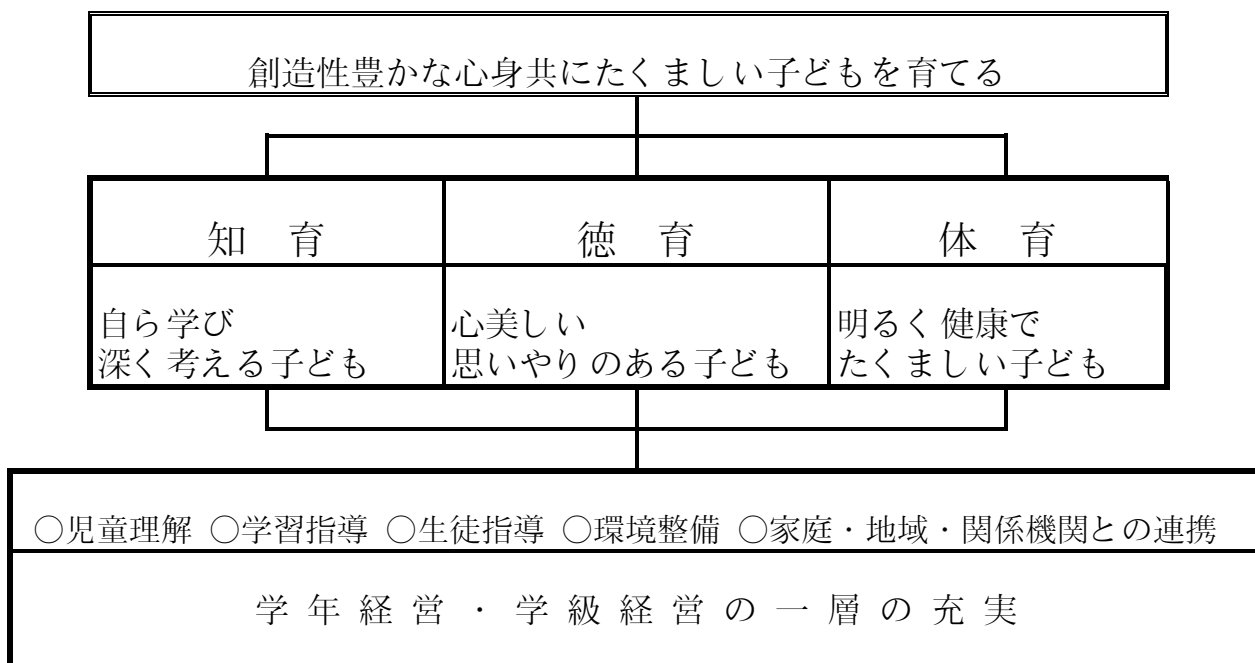 創造性豊かな心身共にたくましい子どもを育てる
知　育
徳　育
体　育
自ら学び
深く考える子ども
心美しい
思いやりのある子ども
明るく健康で
たくましい子ども
○児童理解 ○学習指導 ○生徒指導 ○環境整備 ○家庭・地域・関係機関との連携
学年経営・学級経営の一層の充実